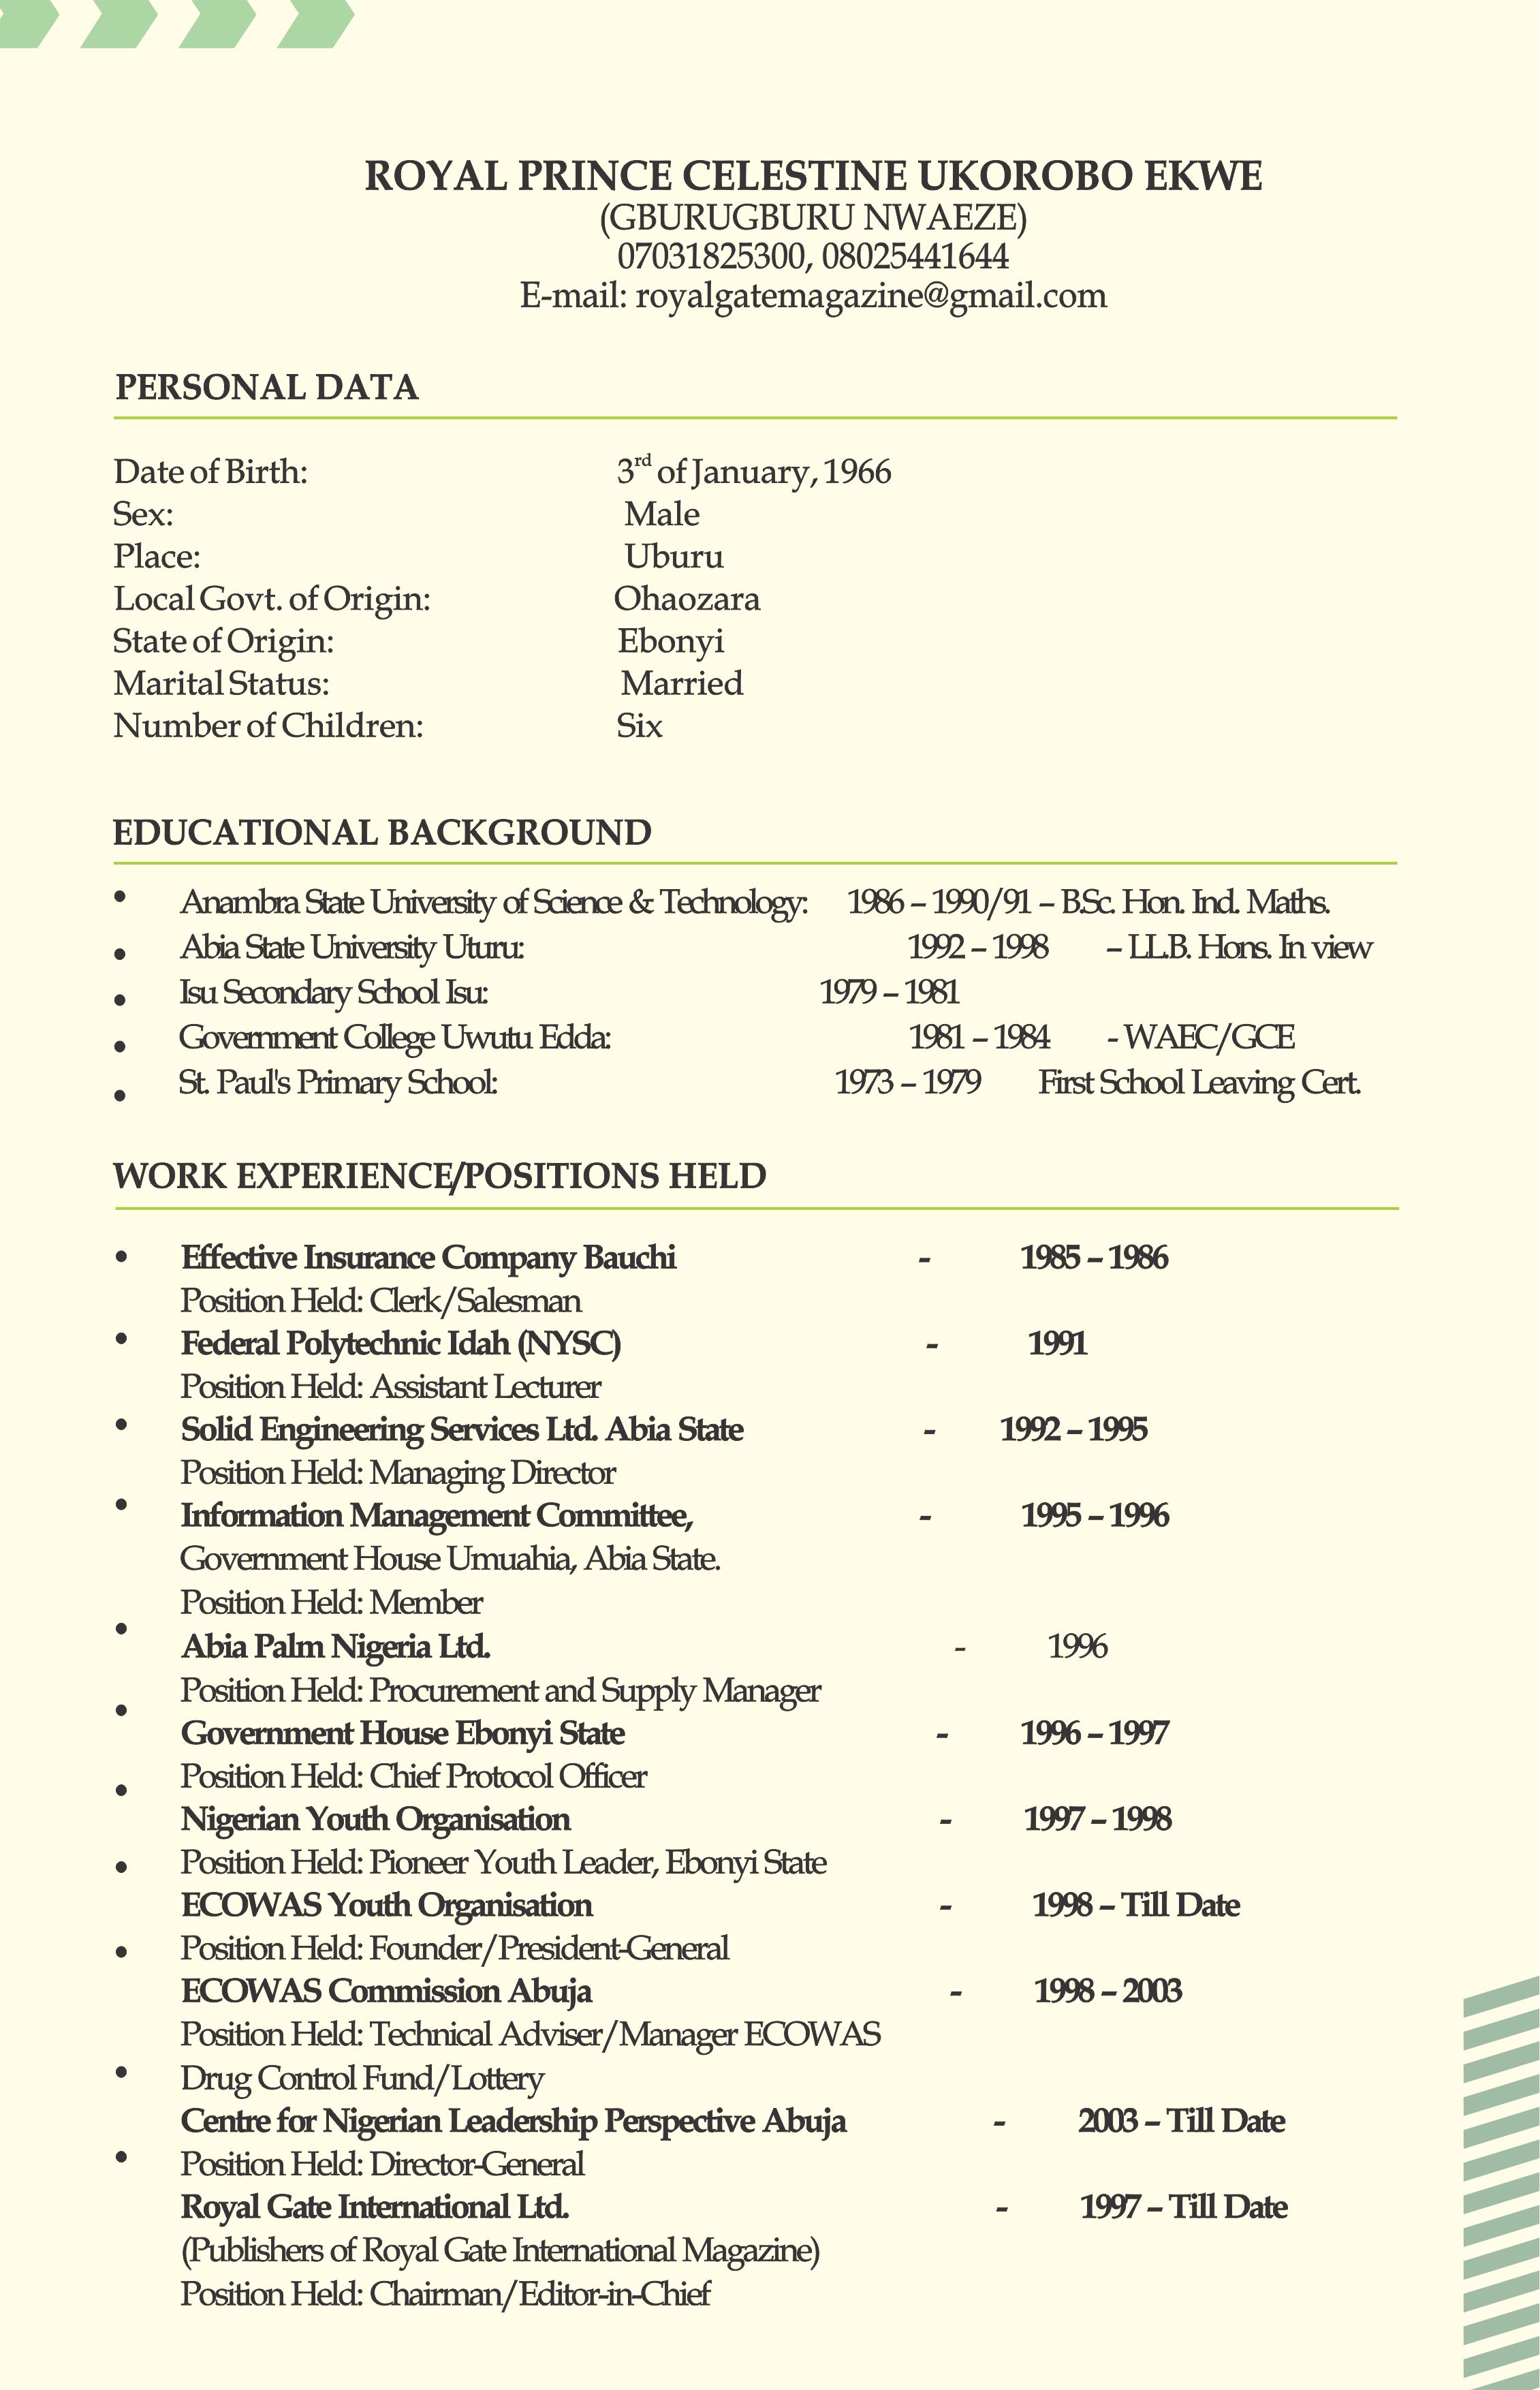 ROYAL PRINCE CELESTINE UKOROBO EKWE
(GBURUGBURU NWAEZE)
07031825300, 08025441644
E-mail: royalgatemagazine@gmail.com
PERSONAL DATA
Date of Birth: 3rd of January, 1966
Sex: Male
Place: Uburu
Local Govt. of Origin: Ohaozara
State of Origin: Ebonyi
Marital Status: Married
Number of Children: Six
EDUCATIONAL BACKGROUND
• Anambra State University of Science & Technology: 1986 – 1990/91 – B.Sc. Hon. Ind. Maths.
• Abia State University Uturu: 1992 – 1998 – LL.B. Hons. In view
• Isu Secondary School Isu: 1979 – 1981
• Government College Uwutu Edda: 1981 – 1984 - WAEC/GCE
• St. Paul's Primary School: 1973 – 1979 First School Leaving Cert.
WORK EXPERIENCE/POSITIONS HELD
• Effective Insurance Company Bauchi - 1985 – 1986
Position Held: Clerk/Salesman
• Federal Polytechnic Idah (NYSC) - 1991
Position Held: Assistant Lecturer
• Solid Engineering Services Ltd. Abia State - 1992 – 1995
Position Held: Managing Director
• Information Management Committee, - 1995 – 1996
Government House Umuahia, Abia State.
Position Held: Member
• Abia Palm Nigeria Ltd. - 1996
Position Held: Procurement and Supply Manager
• Government House Ebonyi State - 1996 – 1997
Position Held: Chief Protocol Officer
• Nigerian Youth Organisation - 1997 – 1998
Position Held: Pioneer Youth Leader, Ebonyi State
• ECOWAS Youth Organisation - 1998 – Till Date
Position Held: Founder/President-General
• ECOWAS Commission Abuja - 1998 – 2003
Position Held: Technical Adviser/Manager ECOWAS
Drug Control Fund/Lottery
• Centre for Nigerian Leadership Perspective Abuja - 2003 – Till Date
Position Held: Director-General
• Royal Gate International Ltd. - 1997 – Till Date
(Publishers of Royal Gate International Magazine)
Position Held: Chairman/Editor-in-Chief